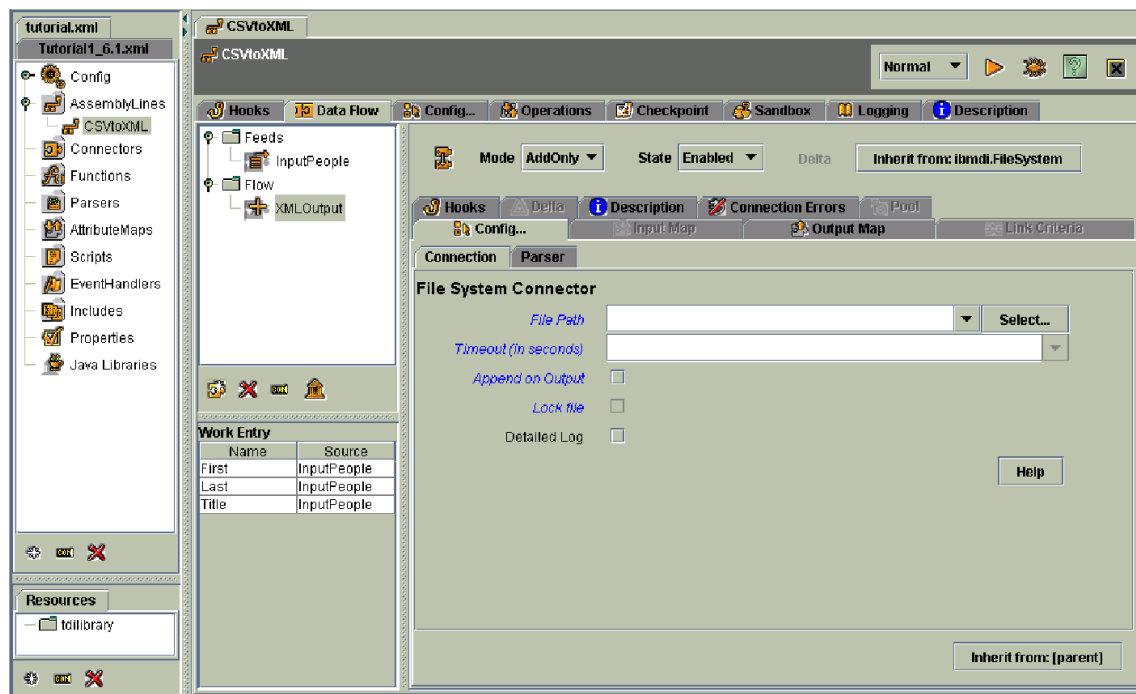 tutorial.xml
Tutorial1_6.1.xml
Config
AssemblyLines
CSVtoXML
Connectors
Functions
Parsers
AttributeMaps
Scripts
EventHandlers
Includes
Properties
Java Libraries
Resources
tdilibrary
CSVtoXML
CSVtoXML
Normal
Hooks Data Flow Config... Operations Checkpoint Sandbox Logging Description
Feeds
InputPeople
Flow
XMLOutput
Work Entry
Name Source
First InputPeople
Last InputPeople
Title InputPeople
Mode AddOnly State Enabled Delta Inherit from: ibmdi.FileSystem
Hooks Delta Description Connection Errors Pool
Config... Input Map Output Map Link Criteria
Connection Parser
File System Connector
File Path Select...
Timeout (in seconds)
Append on Output
Lock file
Detailed Log
Help
Inherit from: [parent]